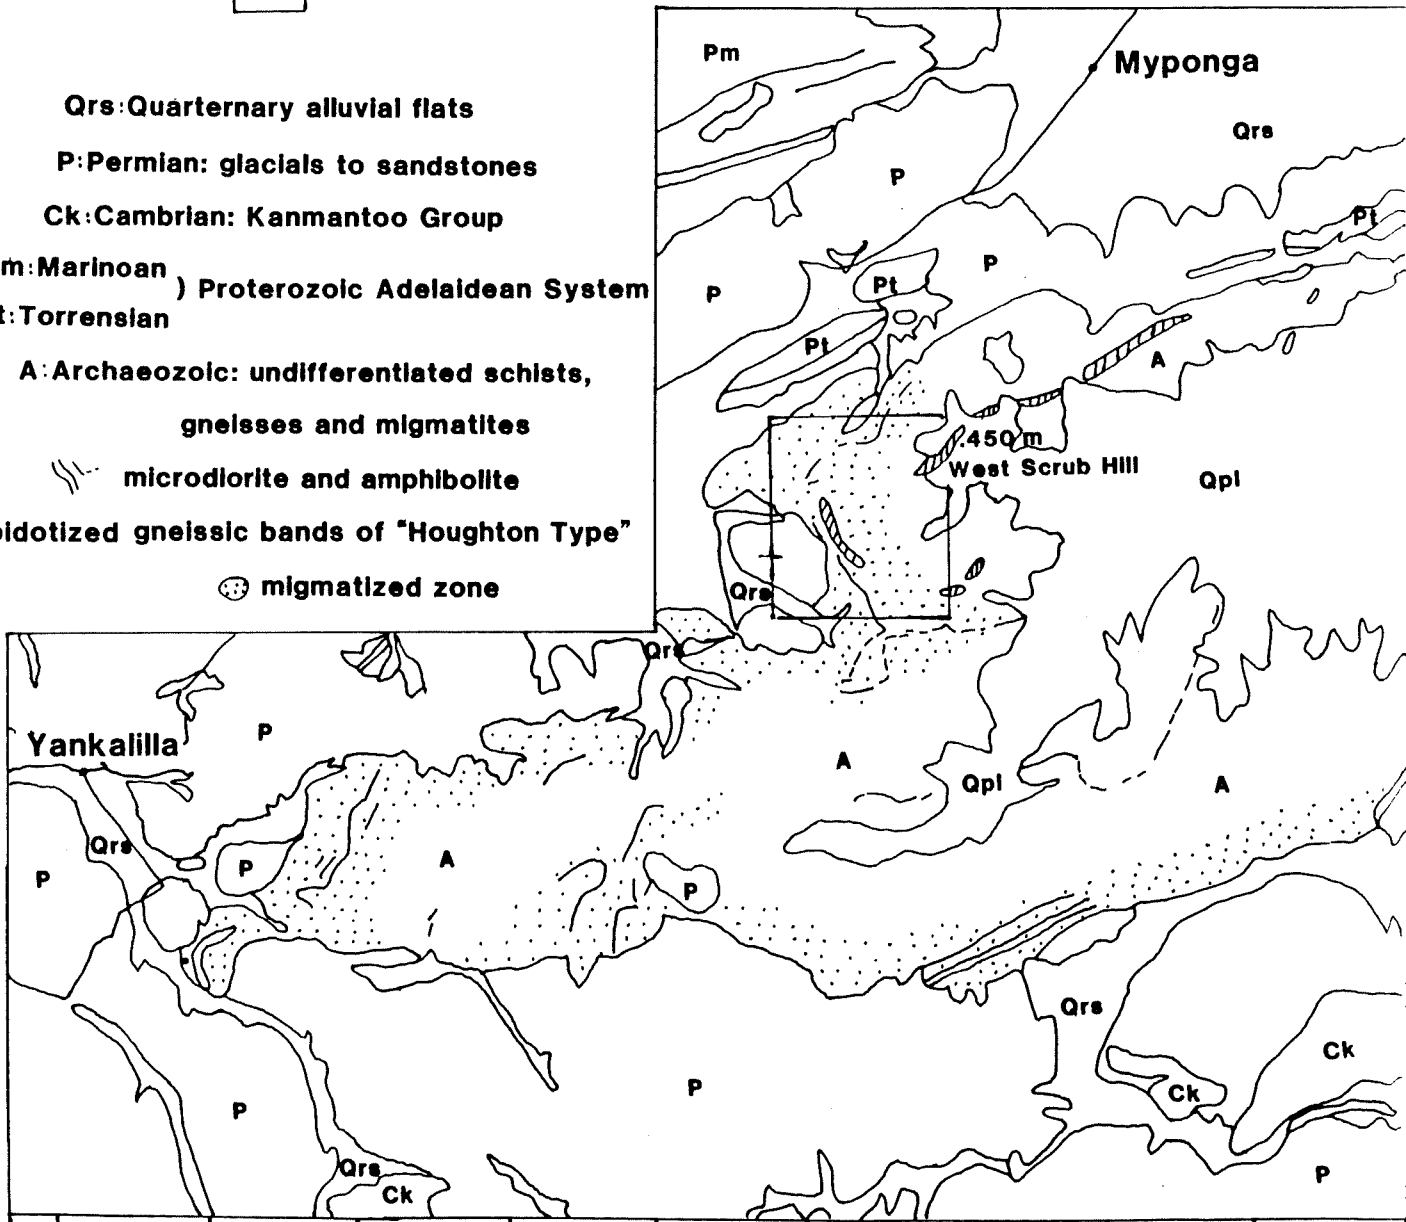 Qrs:Quarternary alluvial flats
P:Permian: glacials to sandstones
Ck:Cambrian: Kanmantoo Group
m:Marinoan
) Proterozoic Adelaidean System
t:Torrensian
A:Archaeozoic: undifferentiated schists,
gneisses and migmatites
microdiorite and amphibolite
idotized gneissic bands of "Houghton Type"
migmatized zone
Pm
Myponga
Qrs
P
Pt
P
Pt
P
Pt
A
.450 m
West Scrub Hill
Qpl
Qrs
Qrs
P
Yankalilla
A
Qpl
A
Qrs
P
P
A
P
Qrs
Ck
P
Ck
P
Qrs
Ck
P